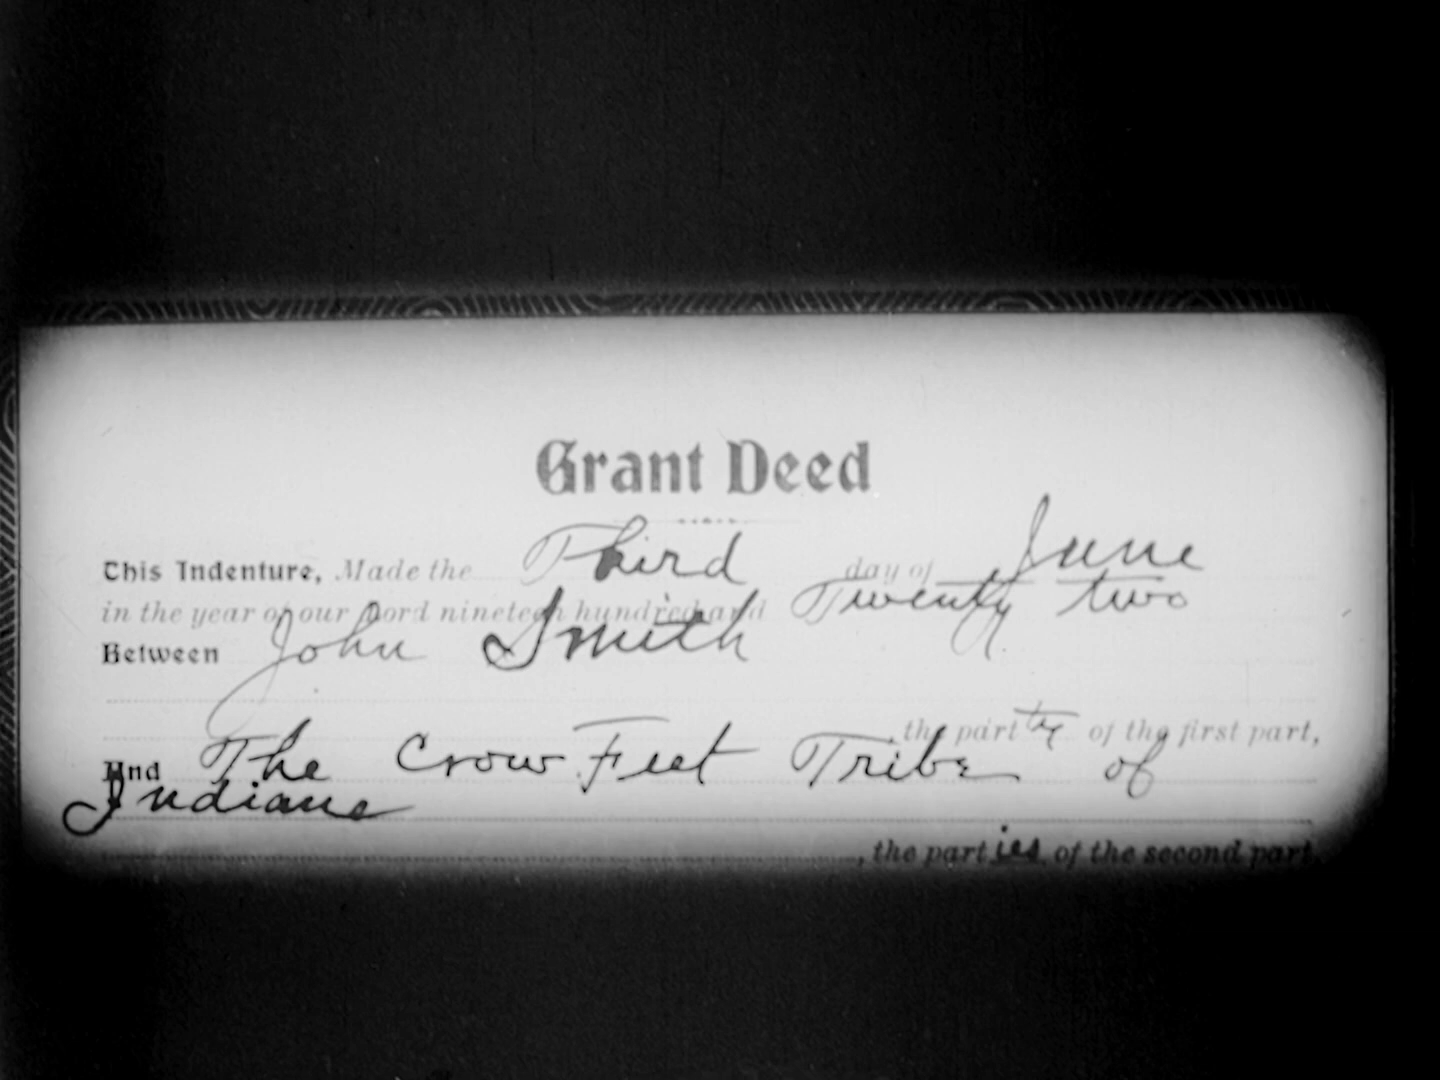 Grant Deed
This Indenture, Made the Third day of June
in the year of our Lord nineteen hundred and Twenty two
Between John Smith
the party of the first part,
And The Crow Feet Tribe of
Indians
, the parties of the second part